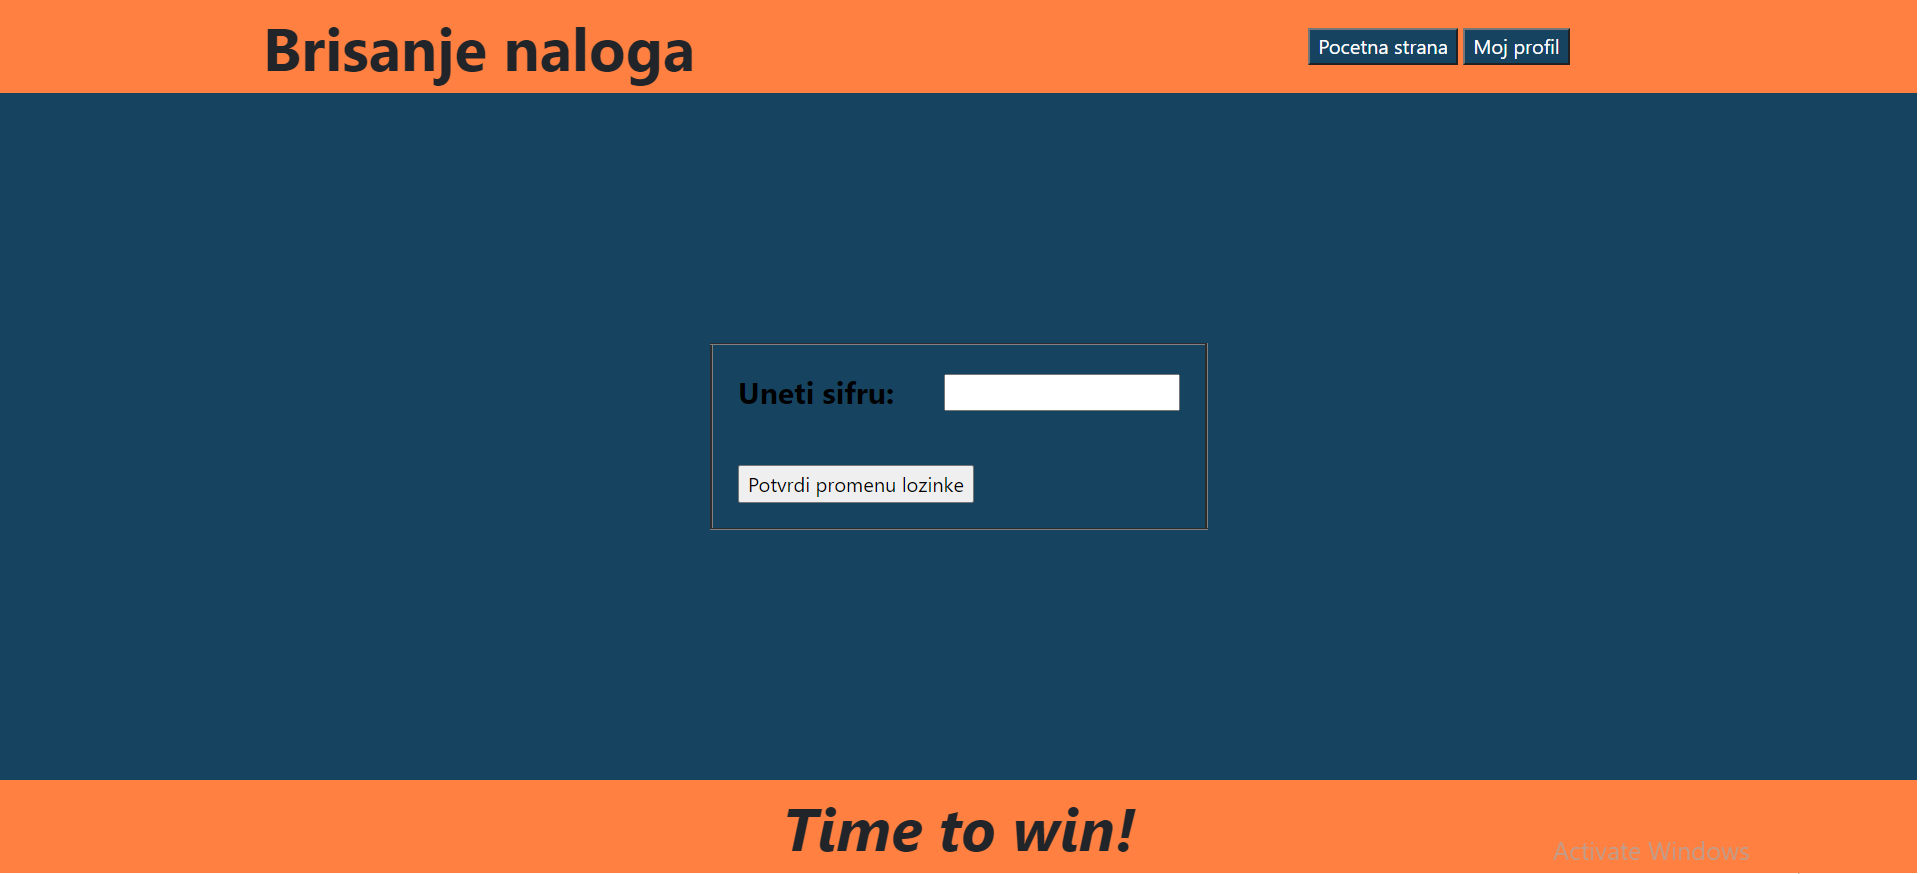 Brisanje naloga
Pocetna strana Moj profil
Uneti sifru:
Potvrdi promenu lozinke
Time to win!
Activate Windows